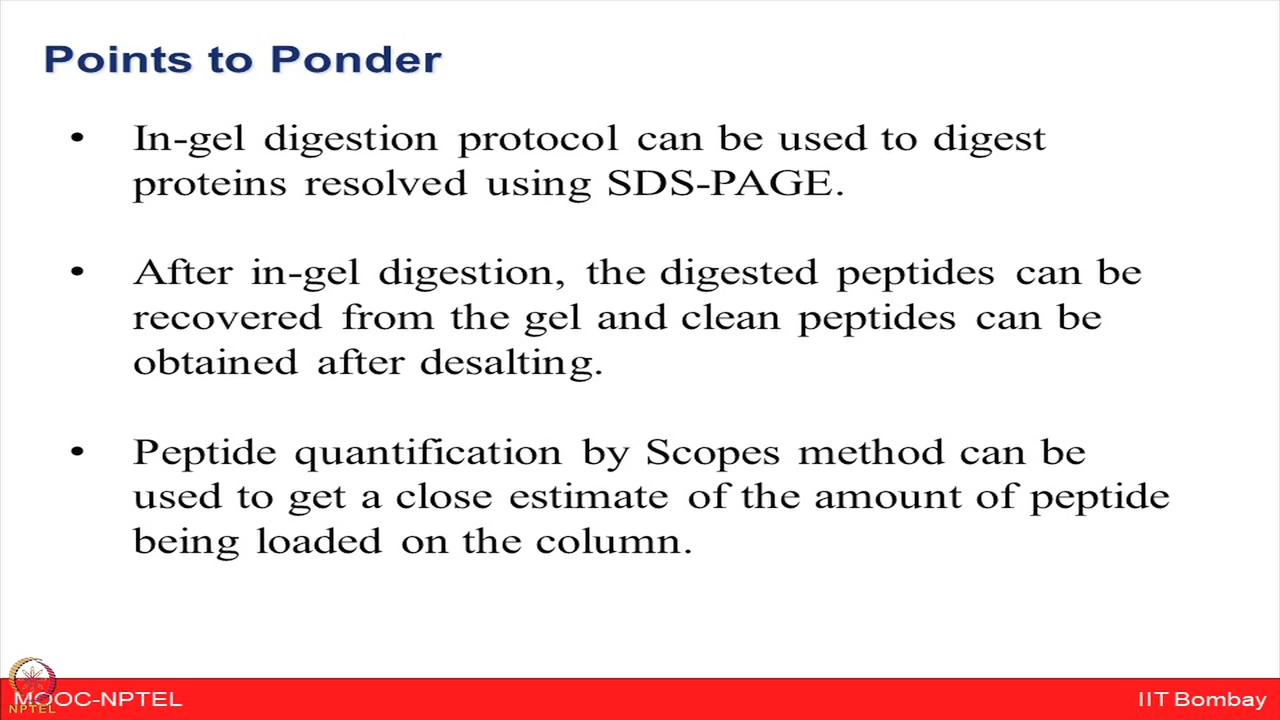 Points to Ponder
• In-gel digestion protocol can be used to digest
proteins resolved using SDS-PAGE.
• After in-gel digestion, the digested peptides can be
recovered from the gel and clean peptides can be
obtained after desalting.
• Peptide quantification by Scopes method can be
used to get a close estimate of the amount of peptide
being loaded on the column.
MOOC-NPTEL
NPTEL
IIT Bombay